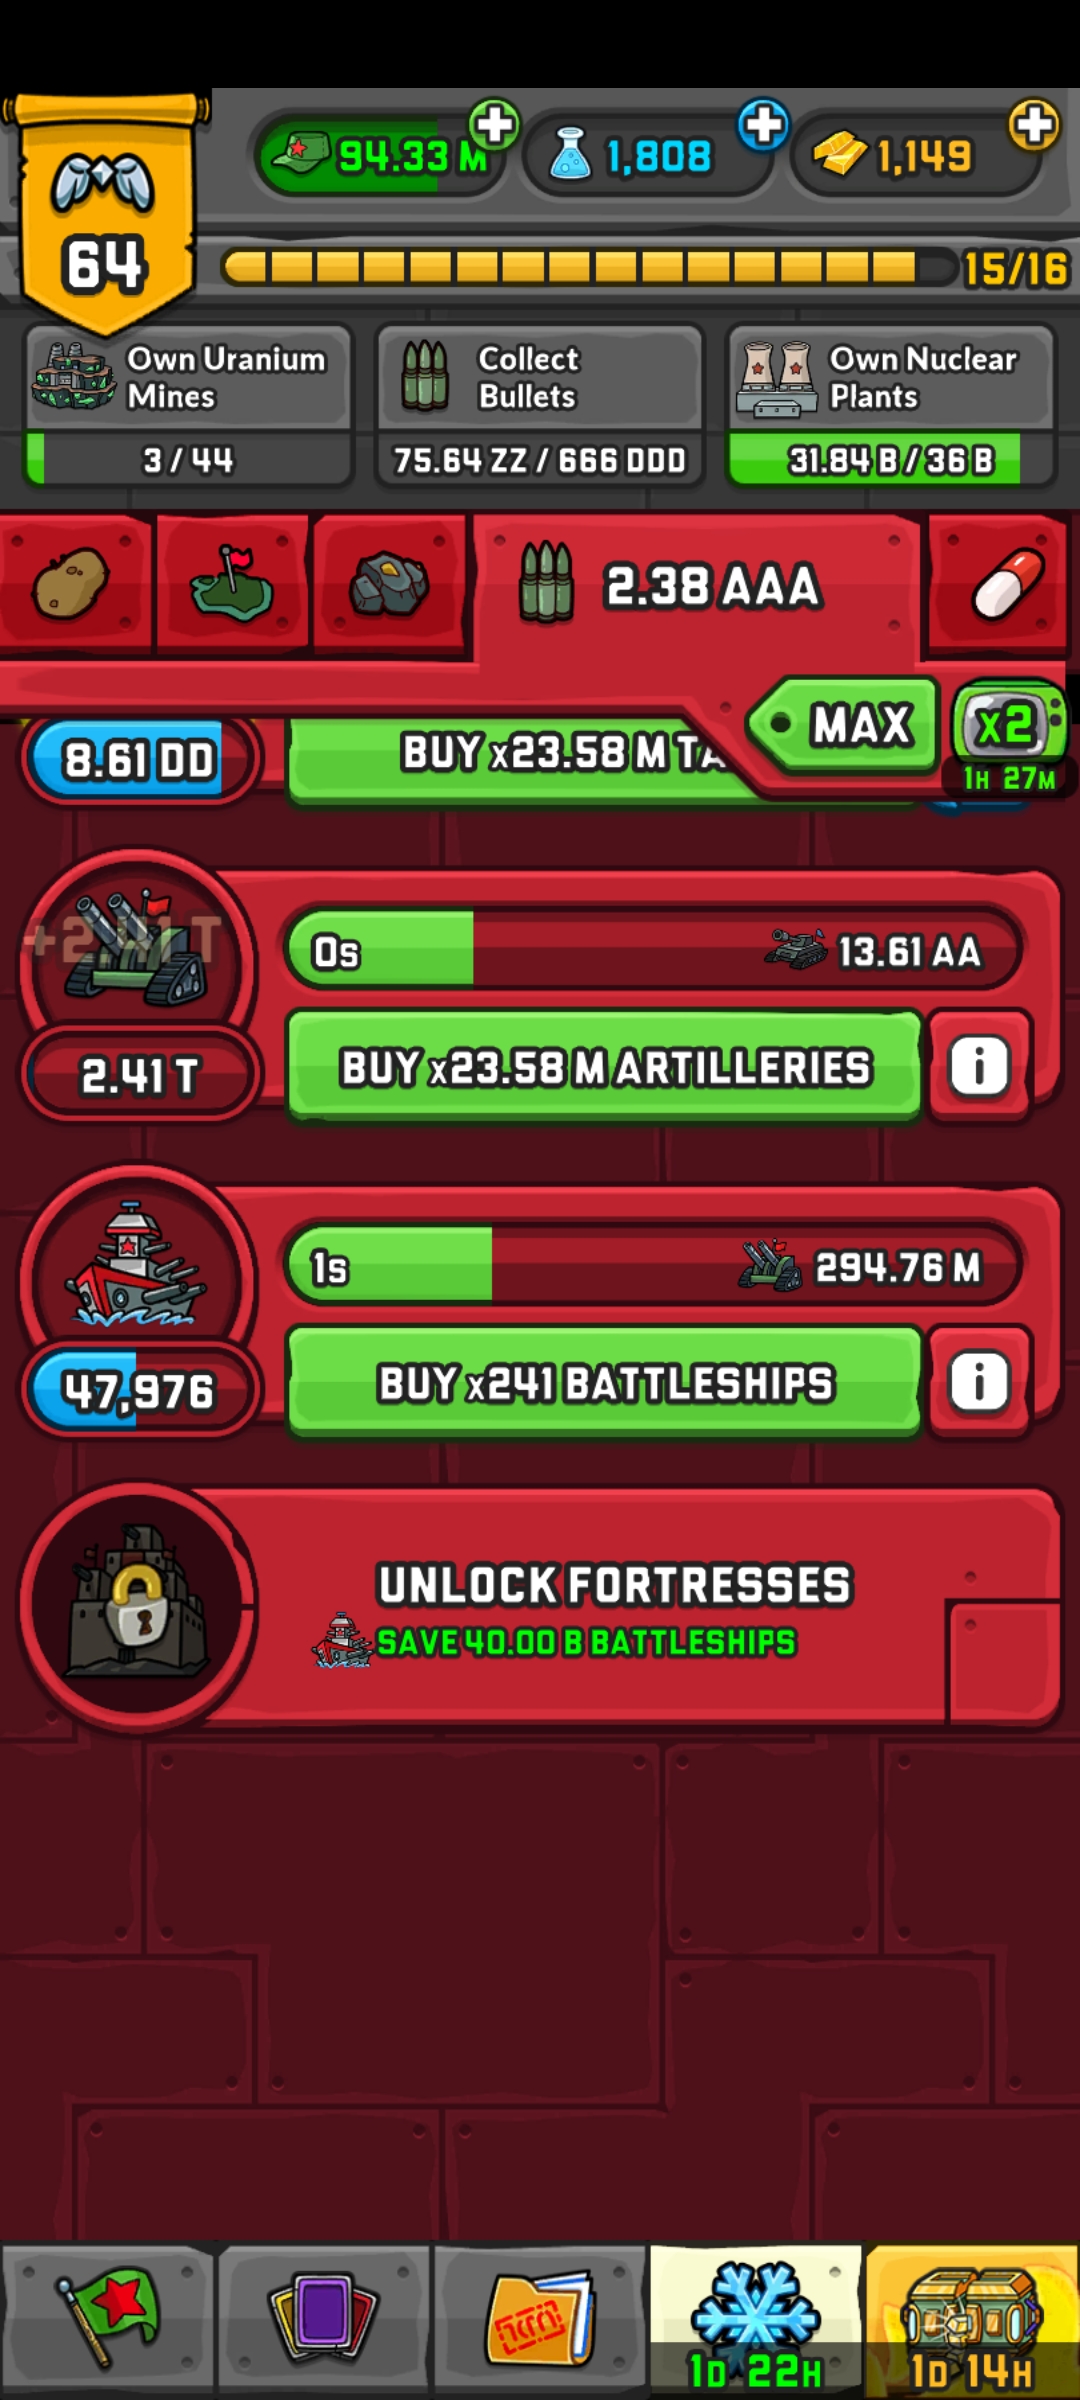 94.33 M
1,808
1,149
64
15/16
Own Uranium
Mines
3 / 44
Collect
Bullets
75.64 ZZ / 666 DDD
Own Nuclear
Plants
31.84 B / 36 B
2.38 AAA
MAX
x2
1H 27M
8.61 DD
BUY x23.58 M TA
+2.41 T
0s
13.61 AA
2.41 T
BUY x23.58 M ARTILLERIES
i
1s
294.76 M
47,976
BUY x241 BATTLESHIPS
i
UNLOCK FORTRESSES
SAVE 40.00 B BATTLESHIPS
1D 22H
1D 14H